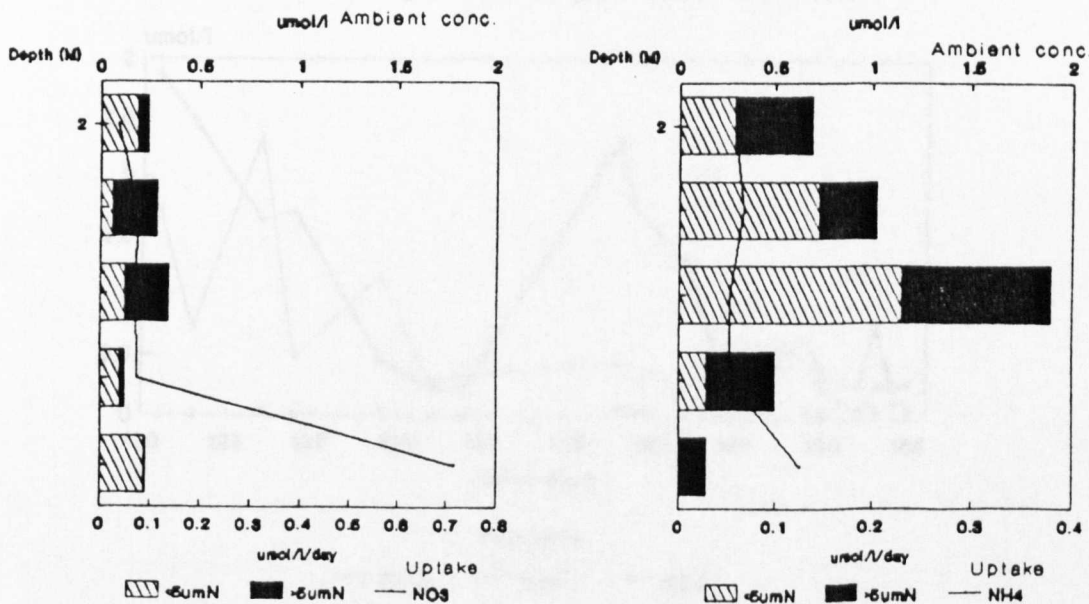 umol/l Ambient conc.
Depth (M)
0 0.5 1 1.5 2
2
0 0.1 0.2 0.3 0.4 0.5 0.6 0.7 0.8
umol/l/day Uptake
<5umN >5umN NO3
umol/l
Ambient conc
Depth (M)
0 0.5 1 1.5 2
2
0 0.1 0.2 0.3 0.4
umol/l/day Uptake
<5umN >5umN NH4